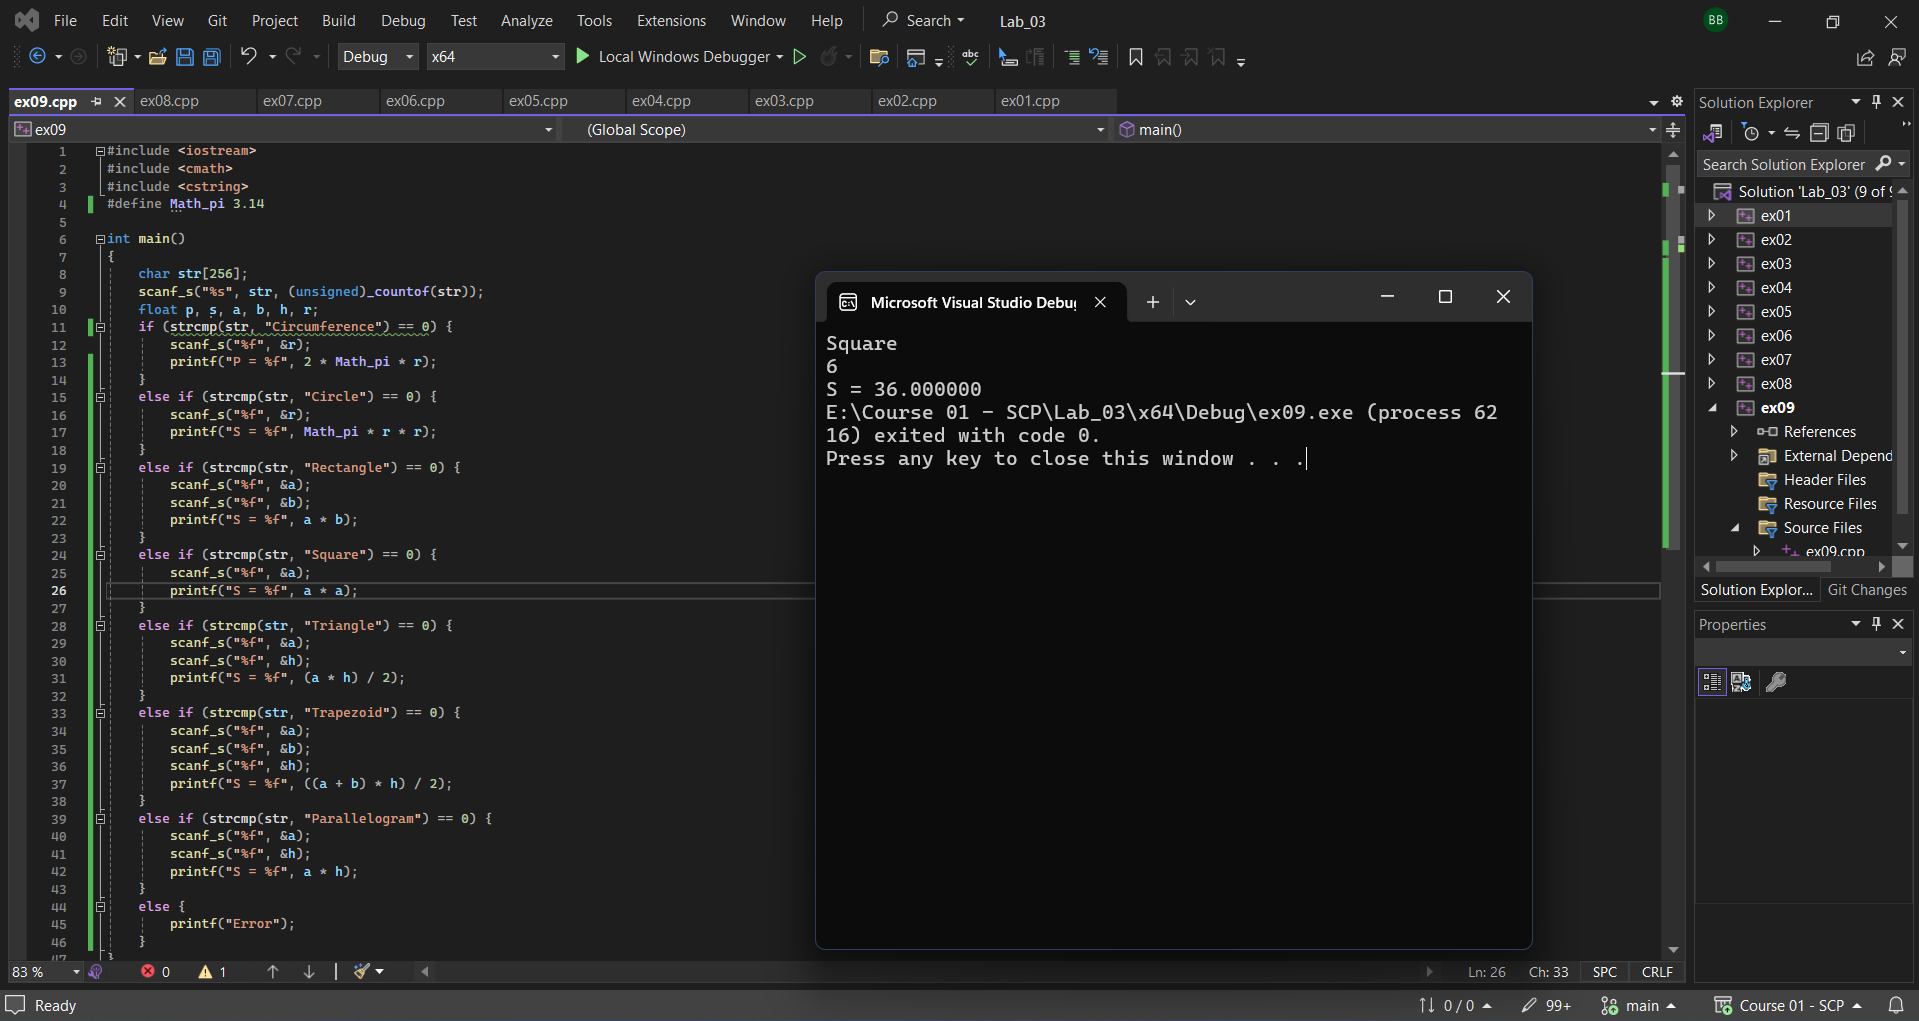 File Edit View Git Project Build Debug Test Analyze Tools Extensions Window Help Search Lab_03 BB
Debug x64 Local Windows Debugger abc
ex09.cpp ex08.cpp ex07.cpp ex06.cpp ex05.cpp ex04.cpp ex03.cpp ex02.cpp ex01.cpp
ex09 (Global Scope) main()
1 #include <iostream>
2 #include <cmath>
3 #include <cstring>
4 #define Math_pi 3.14
5
6 int main()
7 {
8 char str[256];
9 scanf_s("%s", str, (unsigned)_countof(str));
10 float p, s, a, b, h, r;
11 if (strcmp(str, "Circumference") == 0) {
12 scanf_s("%f", &r);
13 printf("P = %f", 2 * Math_pi * r);
14 }
15 else if (strcmp(str, "Circle") == 0) {
16 scanf_s("%f", &r);
17 printf("S = %f", Math_pi * r * r);
18 }
19 else if (strcmp(str, "Rectangle") == 0) {
20 scanf_s("%f", &a);
21 scanf_s("%f", &b);
22 printf("S = %f", a * b);
23 }
24 else if (strcmp(str, "Square") == 0) {
25 scanf_s("%f", &a);
26 printf("S = %f", a * a);
27 }
28 else if (strcmp(str, "Triangle") == 0) {
29 scanf_s("%f", &a);
30 scanf_s("%f", &h);
31 printf("S = %f", (a * h) / 2);
32 }
33 else if (strcmp(str, "Trapezoid") == 0) {
34 scanf_s("%f", &a);
35 scanf_s("%f", &b);
36 scanf_s("%f", &h);
37 printf("S = %f", ((a + b) * h) / 2);
38 }
39 else if (strcmp(str, "Parallelogram") == 0) {
40 scanf_s("%f", &a);
41 scanf_s("%f", &h);
42 printf("S = %f", a * h);
43 }
44 else {
45 printf("Error");
46 }
47 }
Microsoft Visual Studio Debug
Square
6
S = 36.000000
E:\Course 01 - SCP\Lab_03\x64\Debug\ex09.exe (process 62
16) exited with code 0.
Press any key to close this window . . .
Solution Explorer
Search Solution Explorer
Solution 'Lab_03' (9 of 9
ex01
ex02
ex03
ex04
ex05
ex06
ex07
ex08
ex09
References
External Depend
Header Files
Resource Files
Source Files
ex09.cpp
Solution Explor... Git Changes
Properties
83 % 0 1 Ln: 26 Ch: 33 SPC CRLF
Ready 0 / 0 99+ main Course 01 - SCP